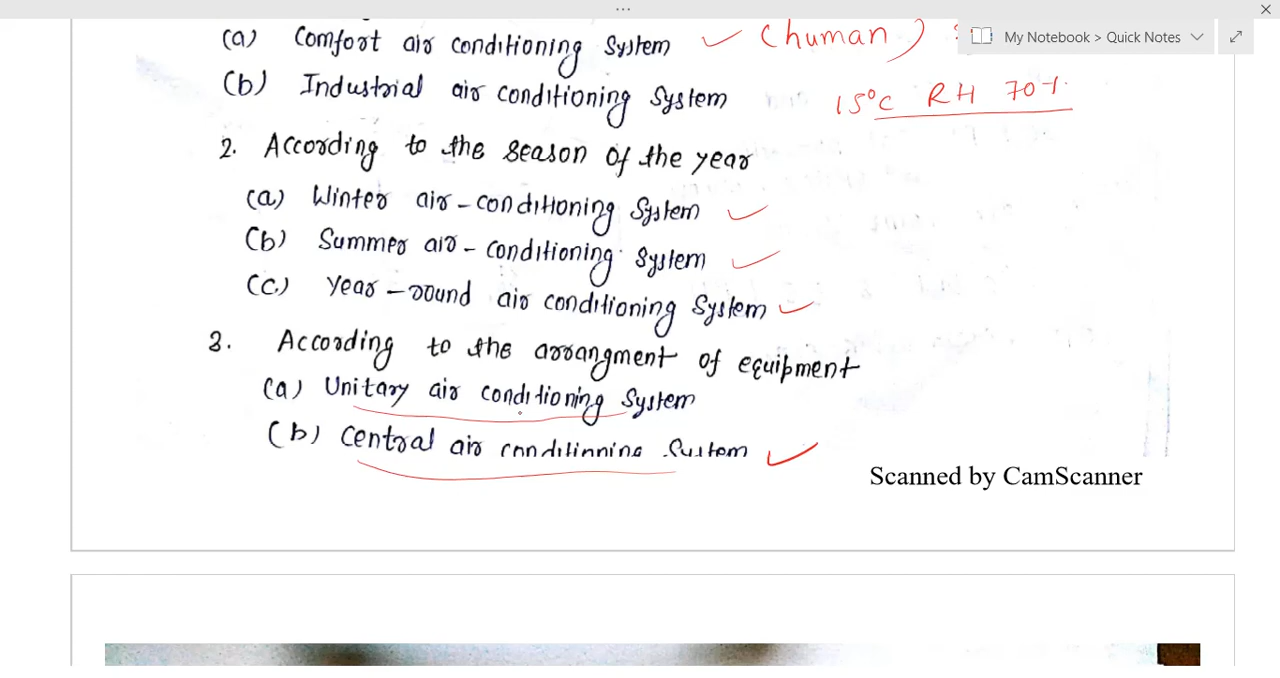 ...
(a) Comfort air conditioning System (human)
My Notebook > Quick Notes
(b) Industrial air conditioning System 15°C RH 70%
2. According to the season of the year
(a) Winter air-conditioning System
(b) Summer air-conditioning System
(c) Year-round air conditioning System
3. According to the arrangment of equipment
(a) Unitary air conditioning System
(b) Central air conditionning System
Scanned by CamScanner